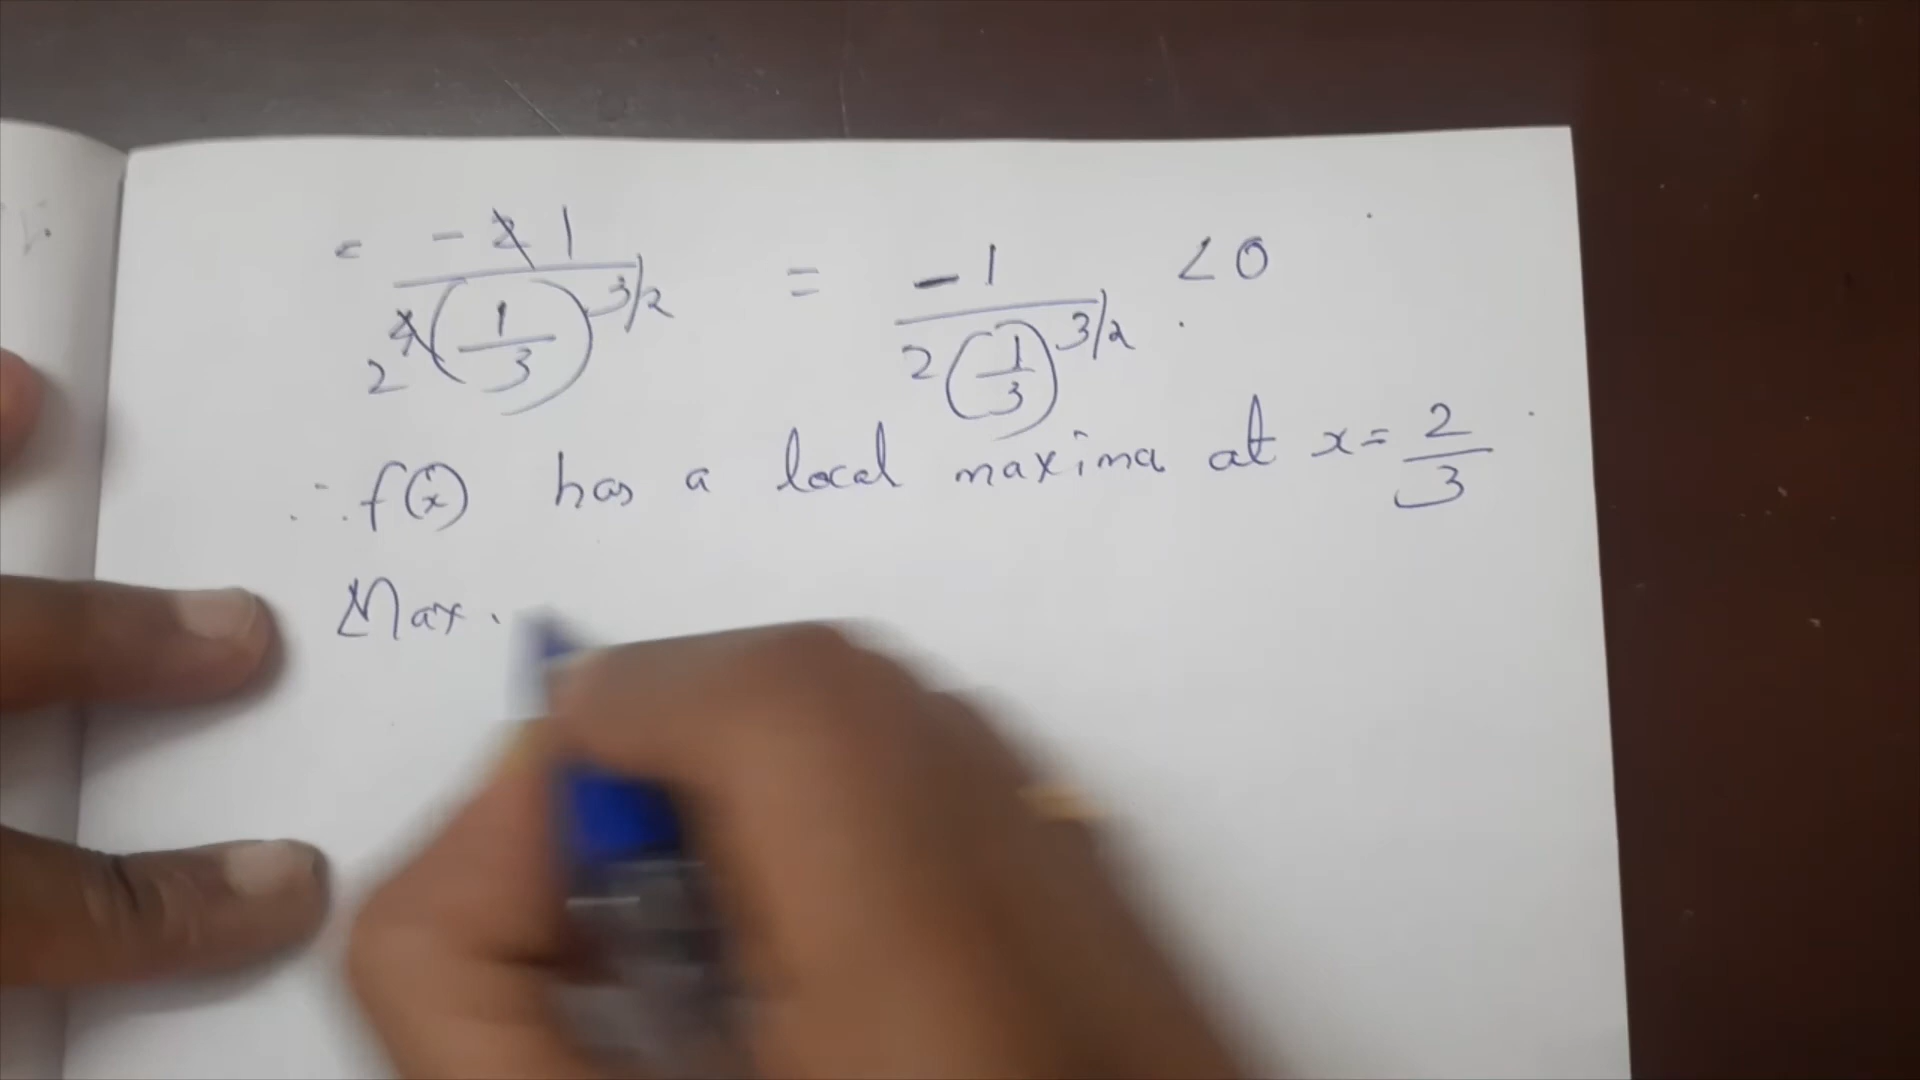 = -2 1 / 2 4 (1/3)^3/2 = -1 / 2 (1/3)^3/2 < 0
∴ f(x) has a local maxima at x = 2/3
Max.